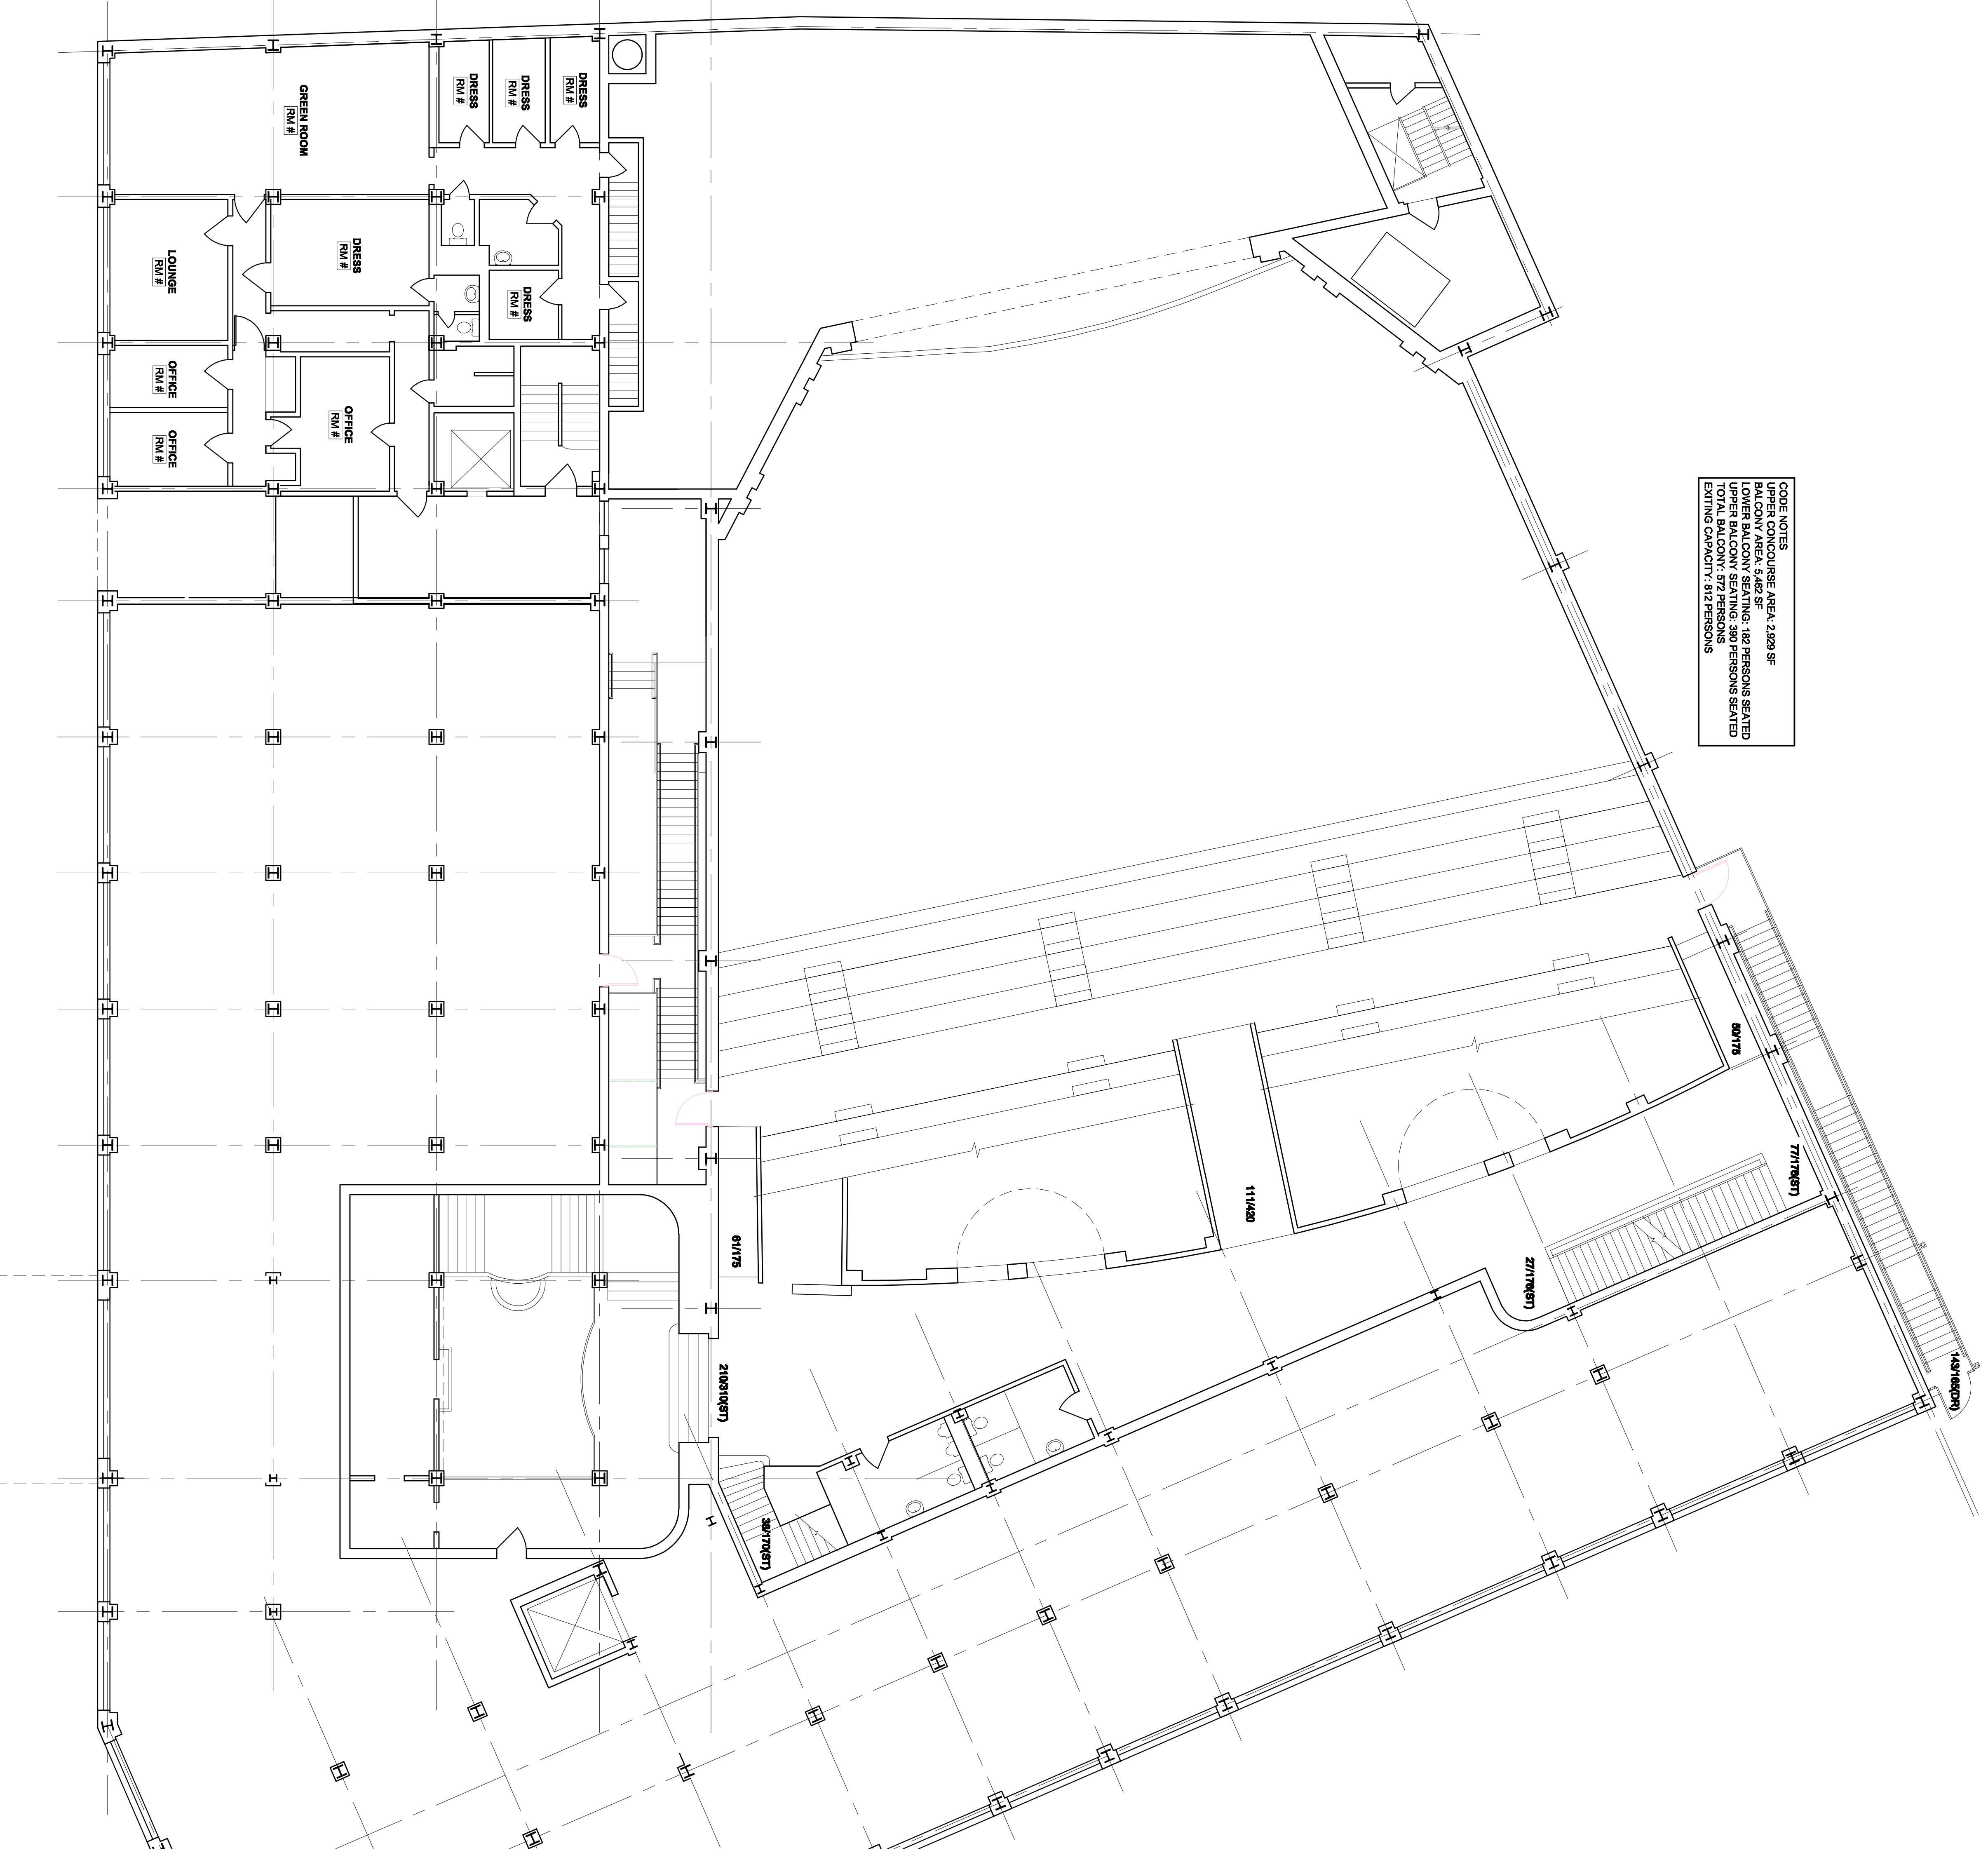 CODE NOTES
UPPER CONCOURSE AREA: 2,929 SF
BALCONY AREA: 5,462 SF
LOWER BALCONY SEATING: 182 PERSONS SEATED
UPPER BALCONY SEATING: 390 PERSONS SEATED
TOTAL BALCONY: 572 PERSONS
EXITING CAPACITY: 812 PERSONS
GREEN ROOM
RM #
DRESS
RM #
DRESS
RM #
DRESS
RM #
LOUNGE
RM #
DRESS
RM #
DRESS
RM #
OFFICE
RM #
OFFICE
RM #
OFFICE
RM #
50/175
77/176(ST)
27/176(ST)
143/165(DR)
111/420
61/175
210/310(ST)
38/170(ST)